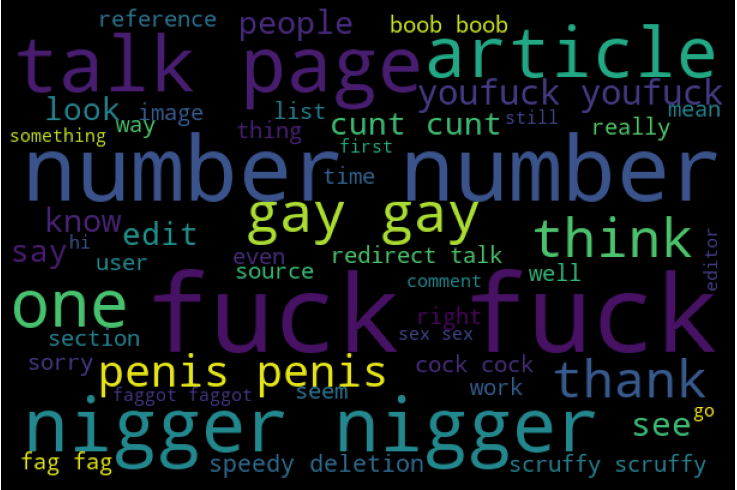 reference people boob boob
talk page article
youfuck youfuck
look image list mean
something way thing cunt cunt still really
first
number number
time
gay gay
know think
say hi edit
user even redirect talk editor
source well
comment
one fuck fuck
right
section sex sex
sorry penis penis cock cock thank
faggot faggot seem work
go
nigger nigger see
fag fag speedy deletion scruffy scruffy